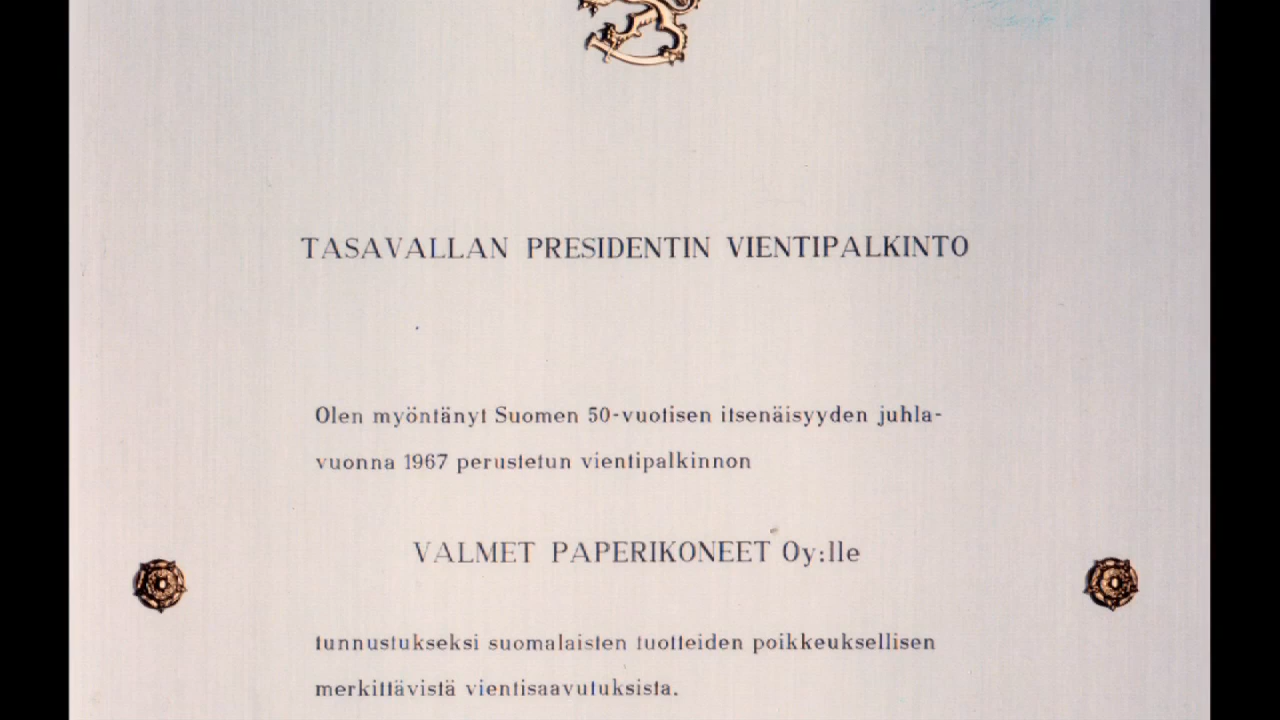 TASAVALLAN PRESIDENTIN VIENTIPALKINTO
Olen myöntänyt Suomen 50-vuotisen itsenäisyyden juhla-
vuonna 1967 perustetun vientipalkinnon
VALMET PAPERIKONEET Oy:lle
tunnustukseksi suomalaisten tuotteiden poikkeuksellisen
merkittävistä vientisaavutuksista.